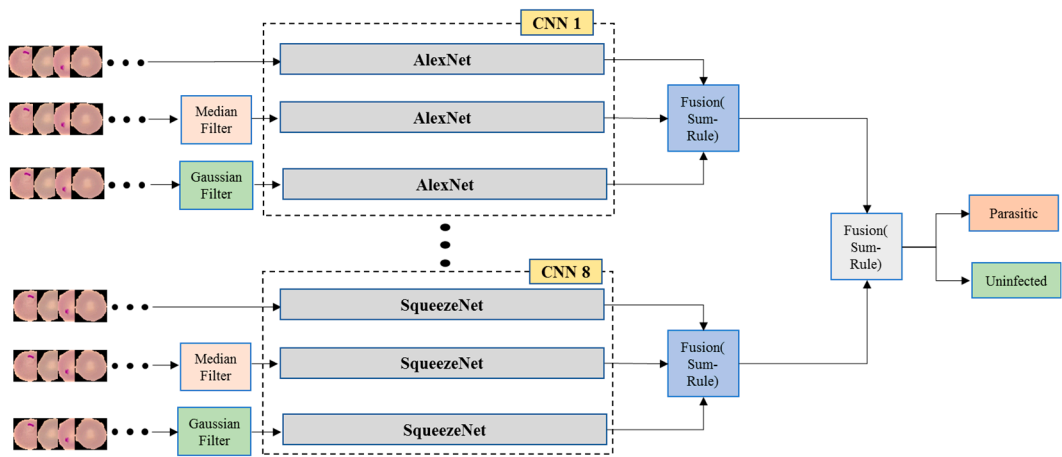 CNN 1
AlexNet
Median
Filter
AlexNet
Fusion(
Sum-
Rule)
Gaussian
Filter
AlexNet
Fusion(
Sum-
Rule)
Parasitic
Uninfected
CNN 8
SqueezeNet
Median
Filter
SqueezeNet
Fusion(
Sum-
Rule)
Gaussian
Filter
SqueezeNet